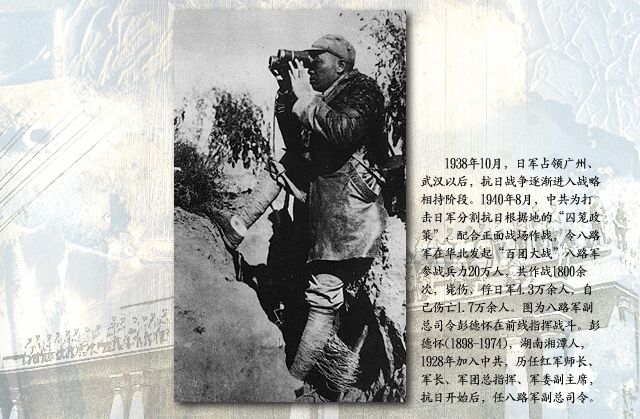 1938年10月，日军占领广州、
武汉以后，抗日战争逐渐进入战略
相持阶段。1940年8月，中共为打
击日军分割抗日根据地的“囚笼政
策”，配合正面战场作战，令八路
军在华北发起“百团大战”八路军
参战兵力20万人，共作战1800余
次，毙伤、俘日军4.3万余人，自
己伤亡1.7万余人。图为八路军副
总司令彭德怀在前线指挥战斗。彭
德怀(1898-1974)，湖南湘潭人，
1928年加入中共，历任红军师长、
军长、军团总指挥、军委副主席，
抗日开始后，任八路军副总司令。